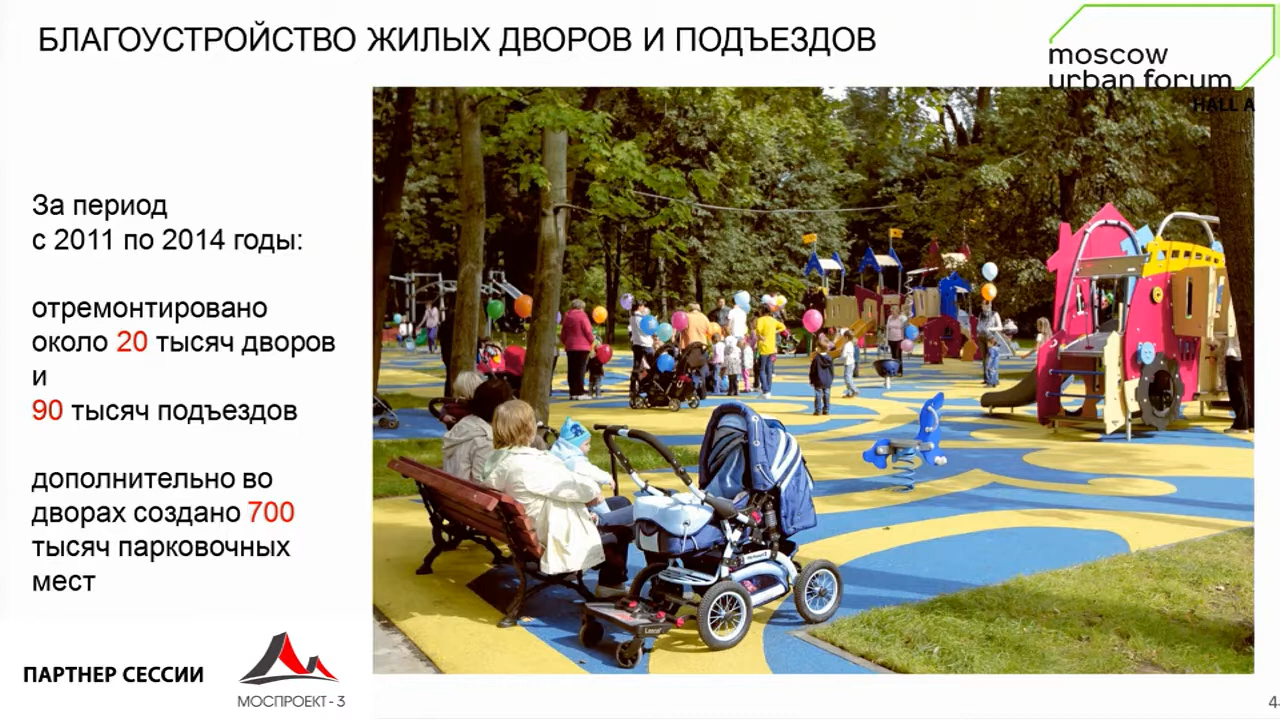 БЛАГОУСТРОЙСТВО ЖИЛЫХ ДВОРОВ И ПОДЪЕЗДОВ
moscow
urban forum
HALL A
За период
с 2011 по 2014 годы:
отремонтировано
около 20 тысяч дворов
и
90 тысяч подъездов
дополнительно во
дворах создано 700
тысяч парковочных
мест
ПАРТНЕР СЕССИИ
МОСПРОЕКТ-3
4